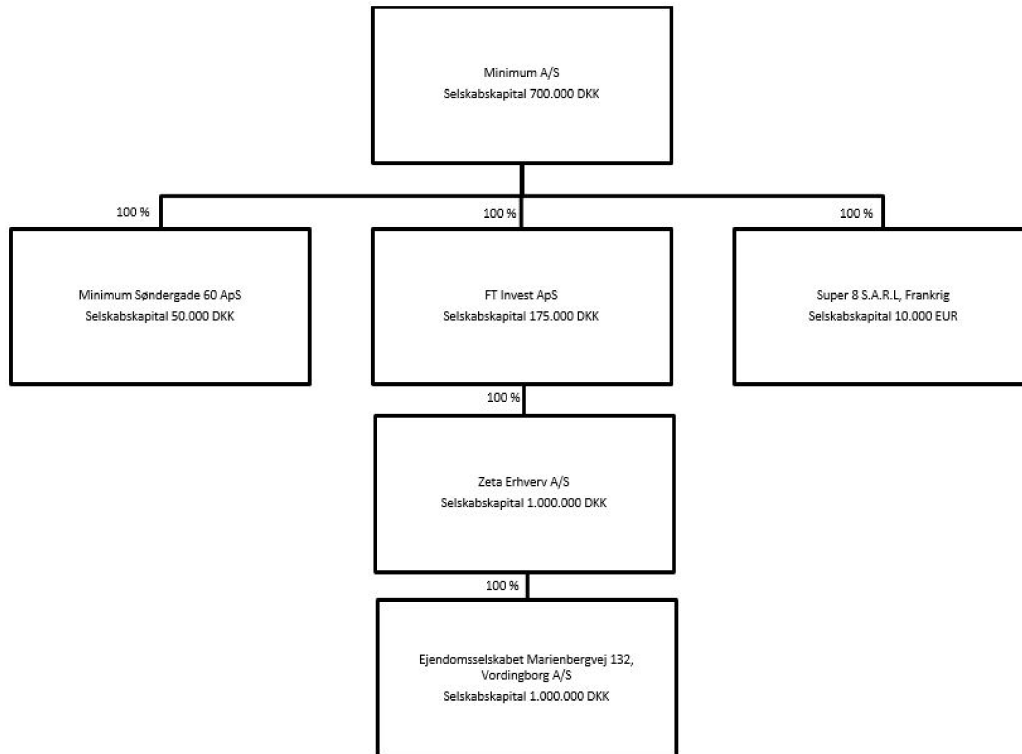 Minimum A/S
Selskabskapital 700.000 DKK
100 %
100 %
100 %
Minimum Søndergade 60 ApS
Selskabskapital 50.000 DKK
FT Invest ApS
Selskabskapital 175.000 DKK
Super 8 S.A.R.L, Frankrig
Selskabskapital 10.000 EUR
100 %
Zeta Erhverv A/S
Selskabskapital 1.000.000 DKK
100 %
Ejendomsselskabet Marienbergvej 132,
Vordingborg A/S
Selskabskapital 1.000.000 DKK